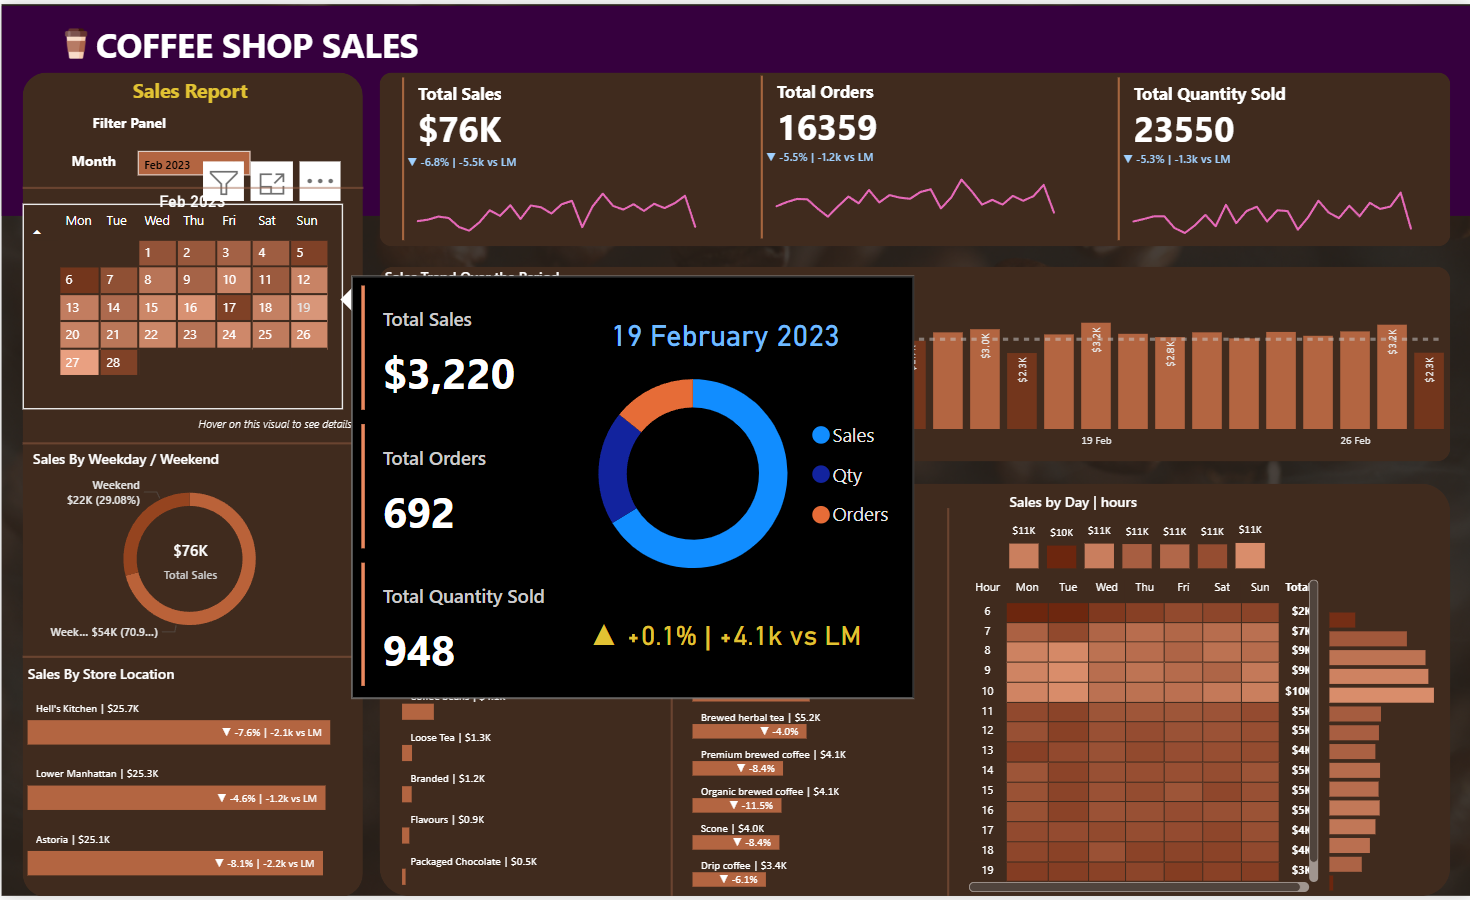 COFFEE SHOP SALES
Sales Report
Filter Panel
Month
Feb 2023
Feb 2023
Mon Tue Wed Thu Fri Sat Sun
1 2 3 4 5
6 7 8 9 10 11 12
13 14 15 16 17 18 19
20 21 22 23 24 25 26
27 28
Hover on this visual to see details
Sales By Weekday / Weekend
Weekend
$22K (29.08%)
$76K
Total Sales
Week... $54K (70.9...)
Sales By Store Location
Hell's Kitchen | $25.7K
▼ -7.6% | -2.1k vs LM
Lower Manhattan | $25.3K
▼ -4.6% | -1.2k vs LM
Astoria | $25.1K
▼ -8.1% | -2.2k vs LM
Total Sales
$76K
▼ -6.8% | -5.5k vs LM
Total Orders
16359
▼ -5.5% | -1.2k vs LM
Total Quantity Sold
23550
▼ -5.3% | -1.3k vs LM
Sales Trend Over the Period
$3.0K
$2.3K
$3.2K
$2.8K
$3.2K
$2.3K
19 Feb
26 Feb
Total Sales
$3,220
Total Orders
692
Total Quantity Sold
948
19 February 2023
Sales
Qty
Orders
▲ +0.1% | +4.1k vs LM
Loose Tea | $1.3K
Branded | $1.2K
Flavours | $0.9K
Packaged Chocolate | $0.5K
Brewed herbal tea | $5.2K
▼ -4.0%
Premium brewed coffee | $4.1K
▼ -8.4%
Organic brewed coffee | $4.1K
▼ -11.5%
Scone | $4.0K
▼ -8.4%
Drip coffee | $3.4K
▼ -6.1%
Sales by Day | hours
$11K $10K $11K $11K $11K $11K $11K
Hour Mon Tue Wed Thu Fri Sat Sun Total
6 $2K
7 $7K
8 $9K
9 $9K
10 $10K
11 $5K
12 $5K
13 $4K
14 $5K
15 $5K
16 $5K
17 $4K
18 $4K
19 $3K